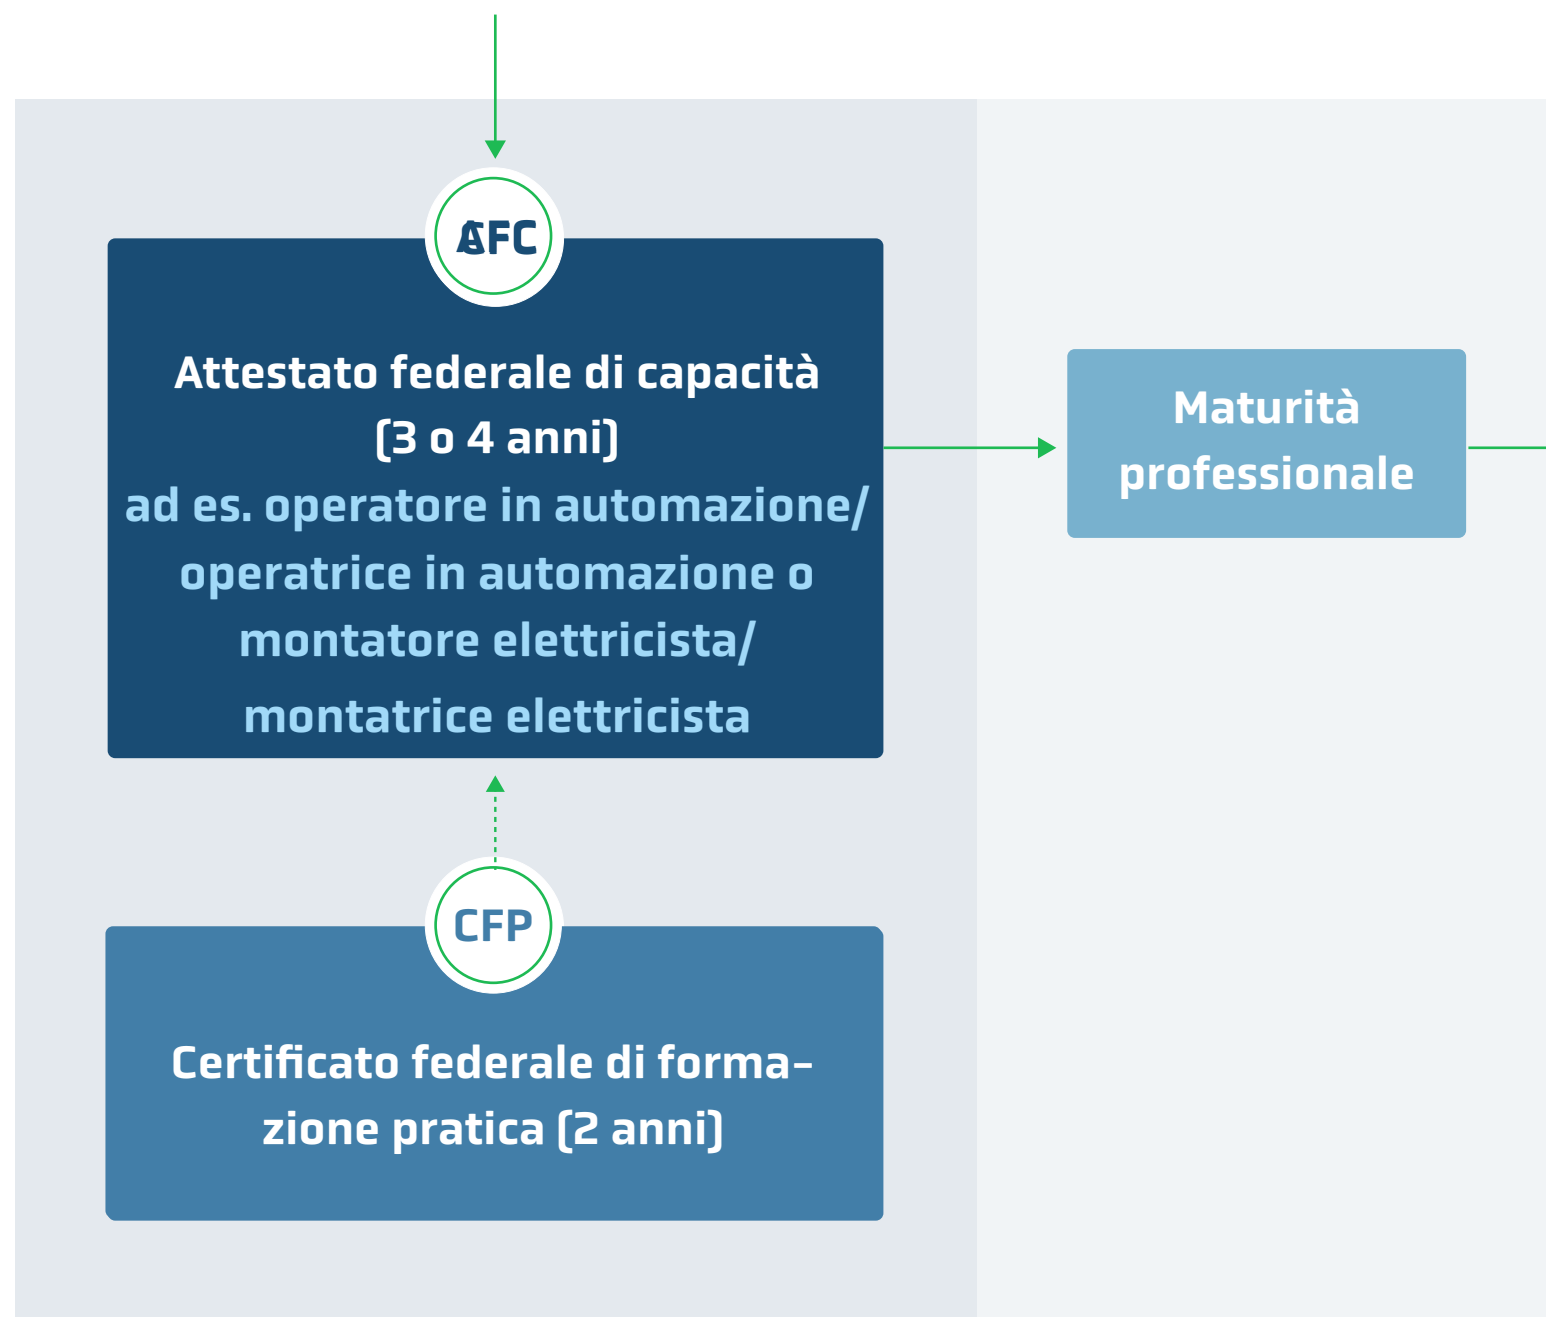 AFC
Attestato federale di capacità
(3 o 4 anni)
ad es. operatore in automazione/
operatrice in automazione o
montatore elettricista/
montatrice elettricista
Maturità
professionale
CFP
Certificato federale di forma-
zione pratica (2 anni)